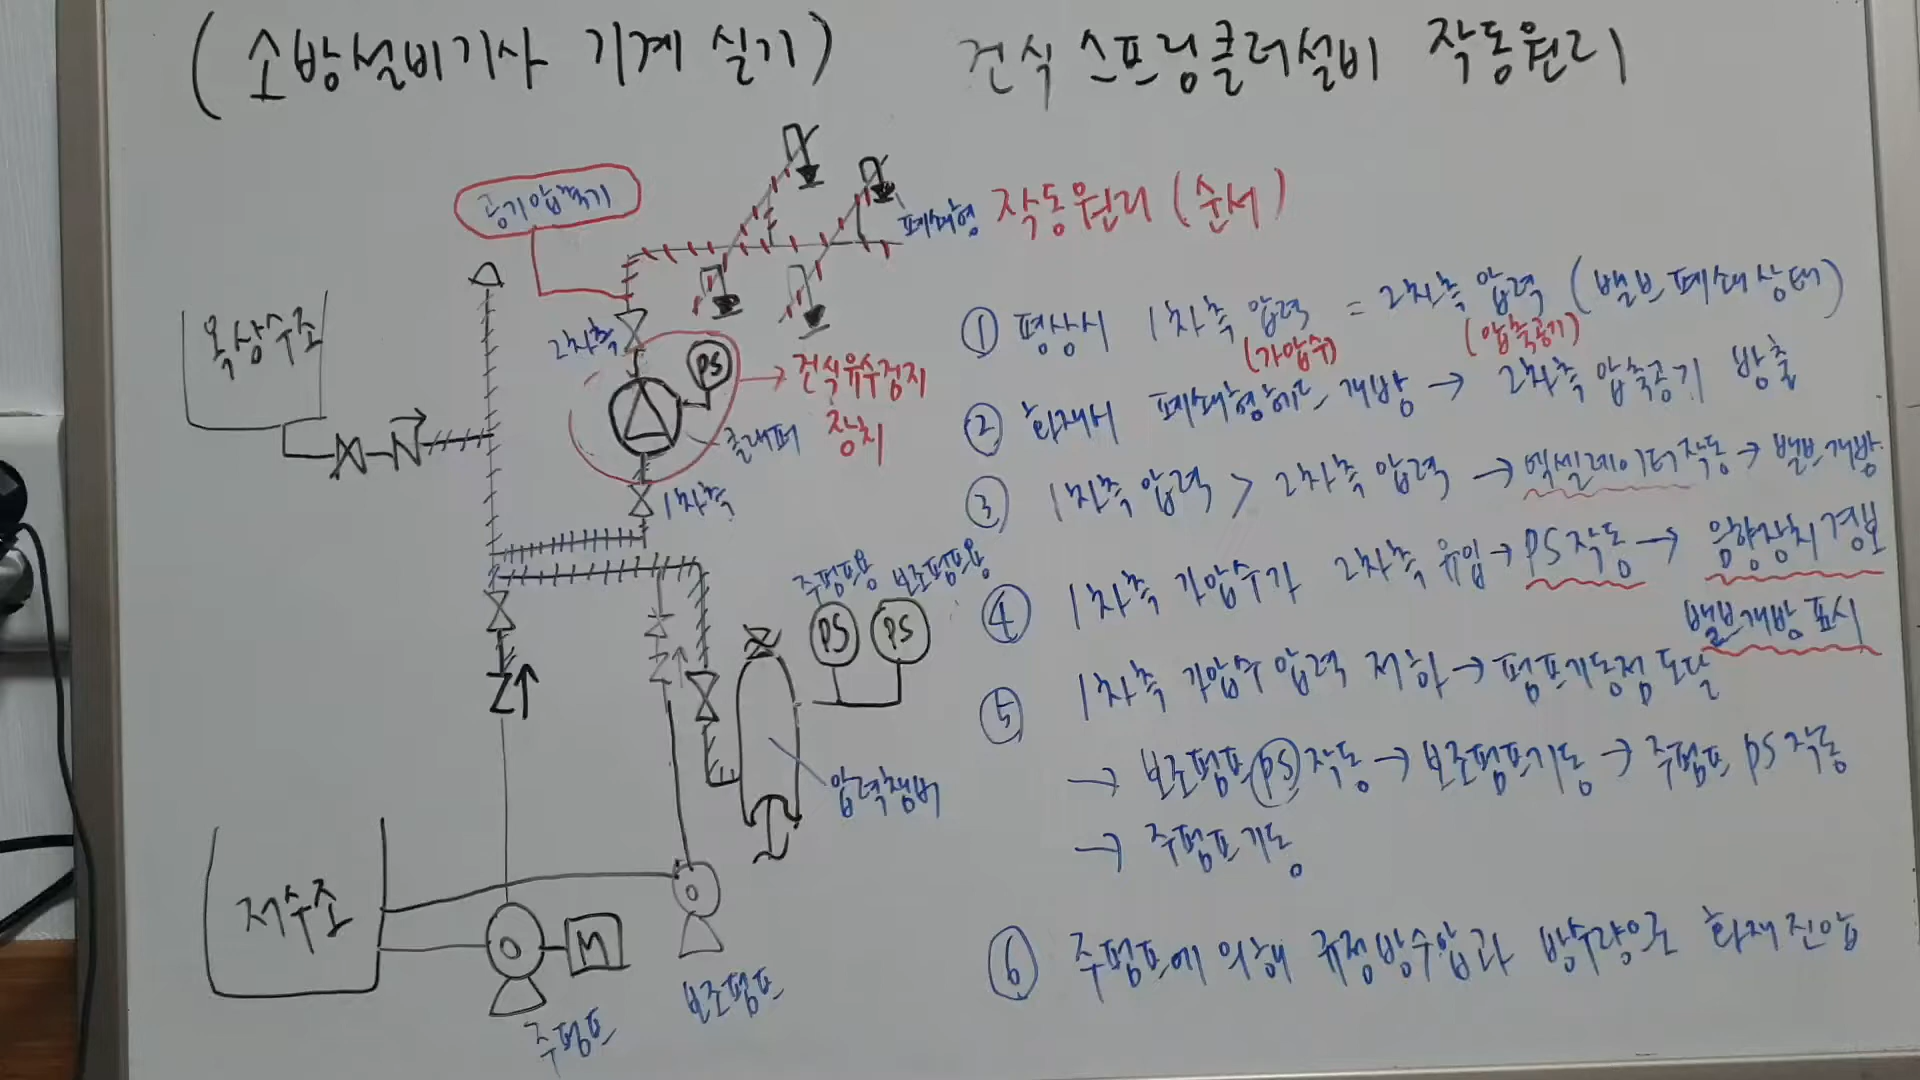 (소방설비기사 기계 실기) 건식 스프링클러설비 작동원리
공기압축기
폐쇄형
작동원리 (순서)
옥상수조
2차측
PS
건식유수검지
장치
클래퍼
1차측
① 평상시 1차측 압력 = 2차측 압력 (밸브 폐쇄상태)
(가압수) (압축공기)
② 화재시 폐쇄형헤드 개방 → 2차측 압축공기 방출
③ 1차측 압력 > 2차측 압력 → 엑셀레이터 작동 → 밸브개방
④ 1차측 가압수가 2차측 유입 → PS 작동 → 음향장치 경보
밸브개방 표시
⑤ 1차측 가압수 압력 저하 → 펌프기동점 도달
→ 보조펌프 PS 작동 → 보조펌프기동 → 주펌프 PS 작동
→ 주펌프기동
⑥ 주펌프에 의해 규정방수압과 방수량으로 화재진압
주펌프용 보조펌프용
PS PS
압력챔버
저수조
M
주펌프
보조펌프